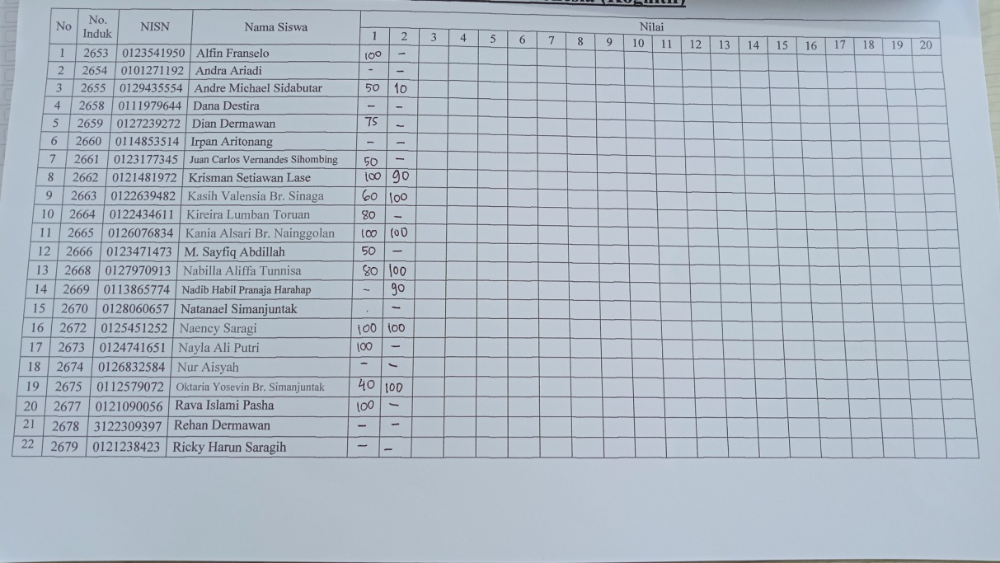 (Kognitif)
No No. Induk NISN Nama Siswa Nilai
1 2 3 4 5 6 7 8 9 10 11 12 13 14 15 16 17 18 19 20
1 2653 0123541950 Alfin Franselo 100 -
2 2654 0101271192 Andra Ariadi - -
3 2655 0129435554 Andre Michael Sidabutar 50 10
4 2658 0111979644 Dana Destira - -
5 2659 0127239272 Dian Dermawan 75 -
6 2660 0114853514 Irpan Aritonang - -
7 2661 0123177345 Juan Carlos Vernandes Sihombing 50 -
8 2662 0121481972 Krisman Setiawan Lase 100 90
9 2663 0122639482 Kasih Valensia Br. Sinaga 60 100
10 2664 0122434611 Kireira Lumban Toruan 80 -
11 2665 0126076834 Kania Alsari Br. Nainggolan 100 100
12 2666 0123471473 M. Sayfiq Abdillah 50 -
13 2668 0127970913 Nabilla Aliffa Tunnisa 80 100
14 2669 0113865774 Nadib Habil Pranaja Harahap - 90
15 2670 0128060657 Natanael Simanjuntak . -
16 2672 0125451252 Naency Saragi 100 100
17 2673 0124741651 Nayla Ali Putri 100 -
18 2674 0126832584 Nur Aisyah - -
19 2675 0112579072 Oktaria Yosevin Br. Simanjuntak 40 100
20 2677 0121090056 Rava Islami Pasha 100 -
21 2678 3122309397 Rehan Dermawan - -
22 2679 0121238423 Ricky Harun Saragih - -